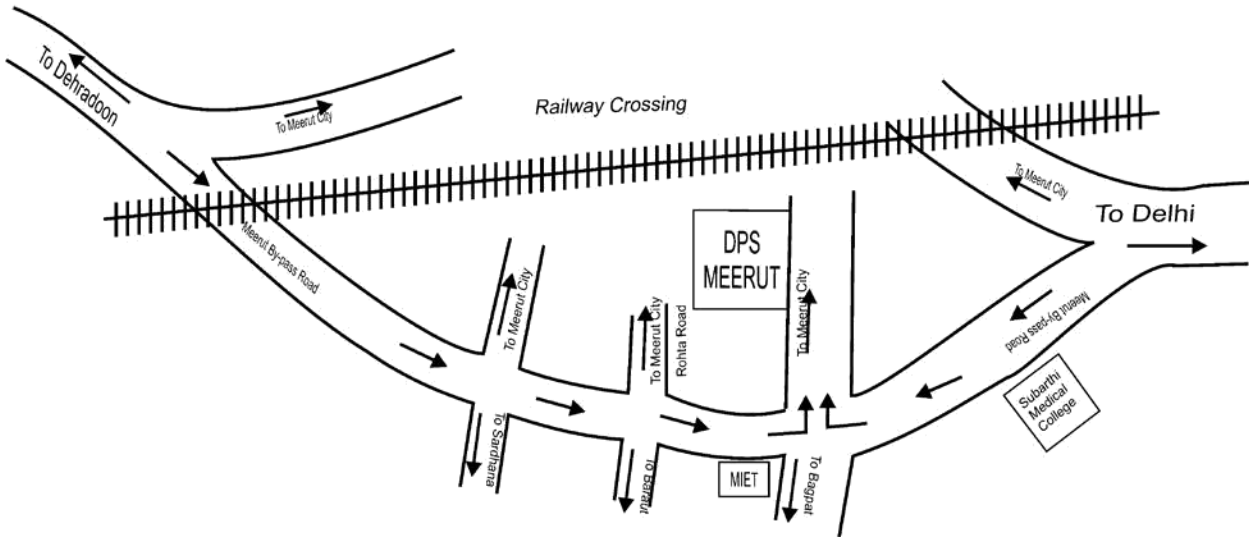 To Dehradoon
To Meerut City
Railway Crossing
To Meerut City
To Delhi
Meerut By-pass Road
DPS
MEERUT
To Meerut City
To Meerut City
Rohta Road
To Meerut City
Meerut By-pass Road
Subarthi
Medical
College
To Sardhana
To Baraut
MIET
To Bagpat